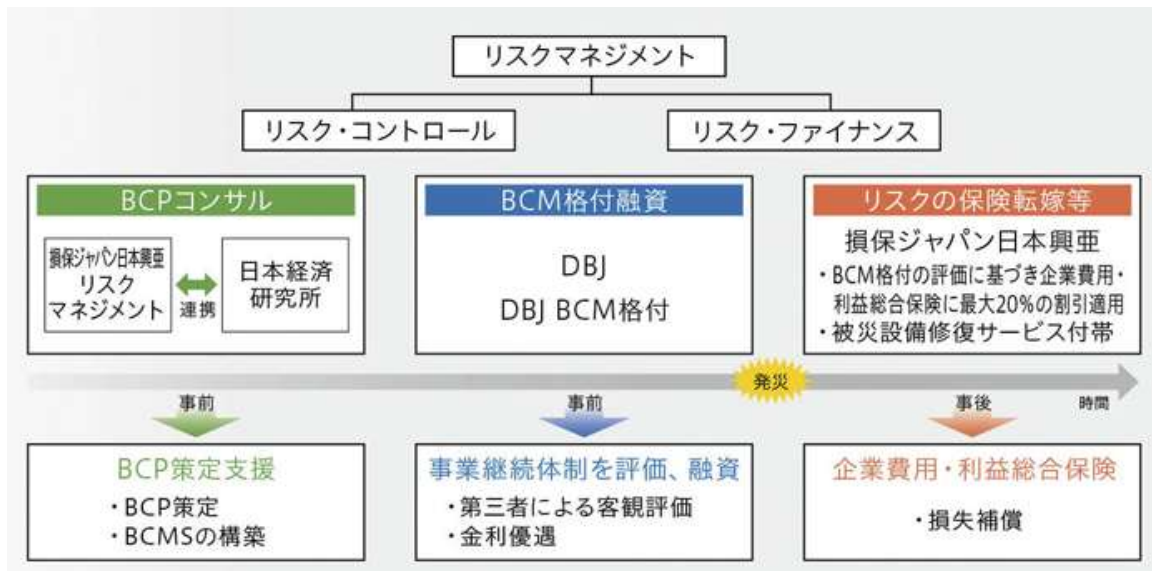 リスクマネジメント
リスク・コントロール
リスク・ファイナンス
BCPコンサル
損保ジャパン日本興亜
リスク
マネジメント
連携
日本経済
研究所
BCM格付融資
DBJ
DBJ BCM格付
リスクの保険転嫁等
損保ジャパン日本興亜
・BCM格付の評価に基づき企業費用・
利益総合保険に最大20%の割引適用
・被災設備修復サービス付帯
発災
事前
事前
事後
時間
BCP策定支援
・BCP策定
・BCMSの構築
事業継続体制を評価、融資
・第三者による客観評価
・金利優遇
企業費用・利益総合保険
・損失補償